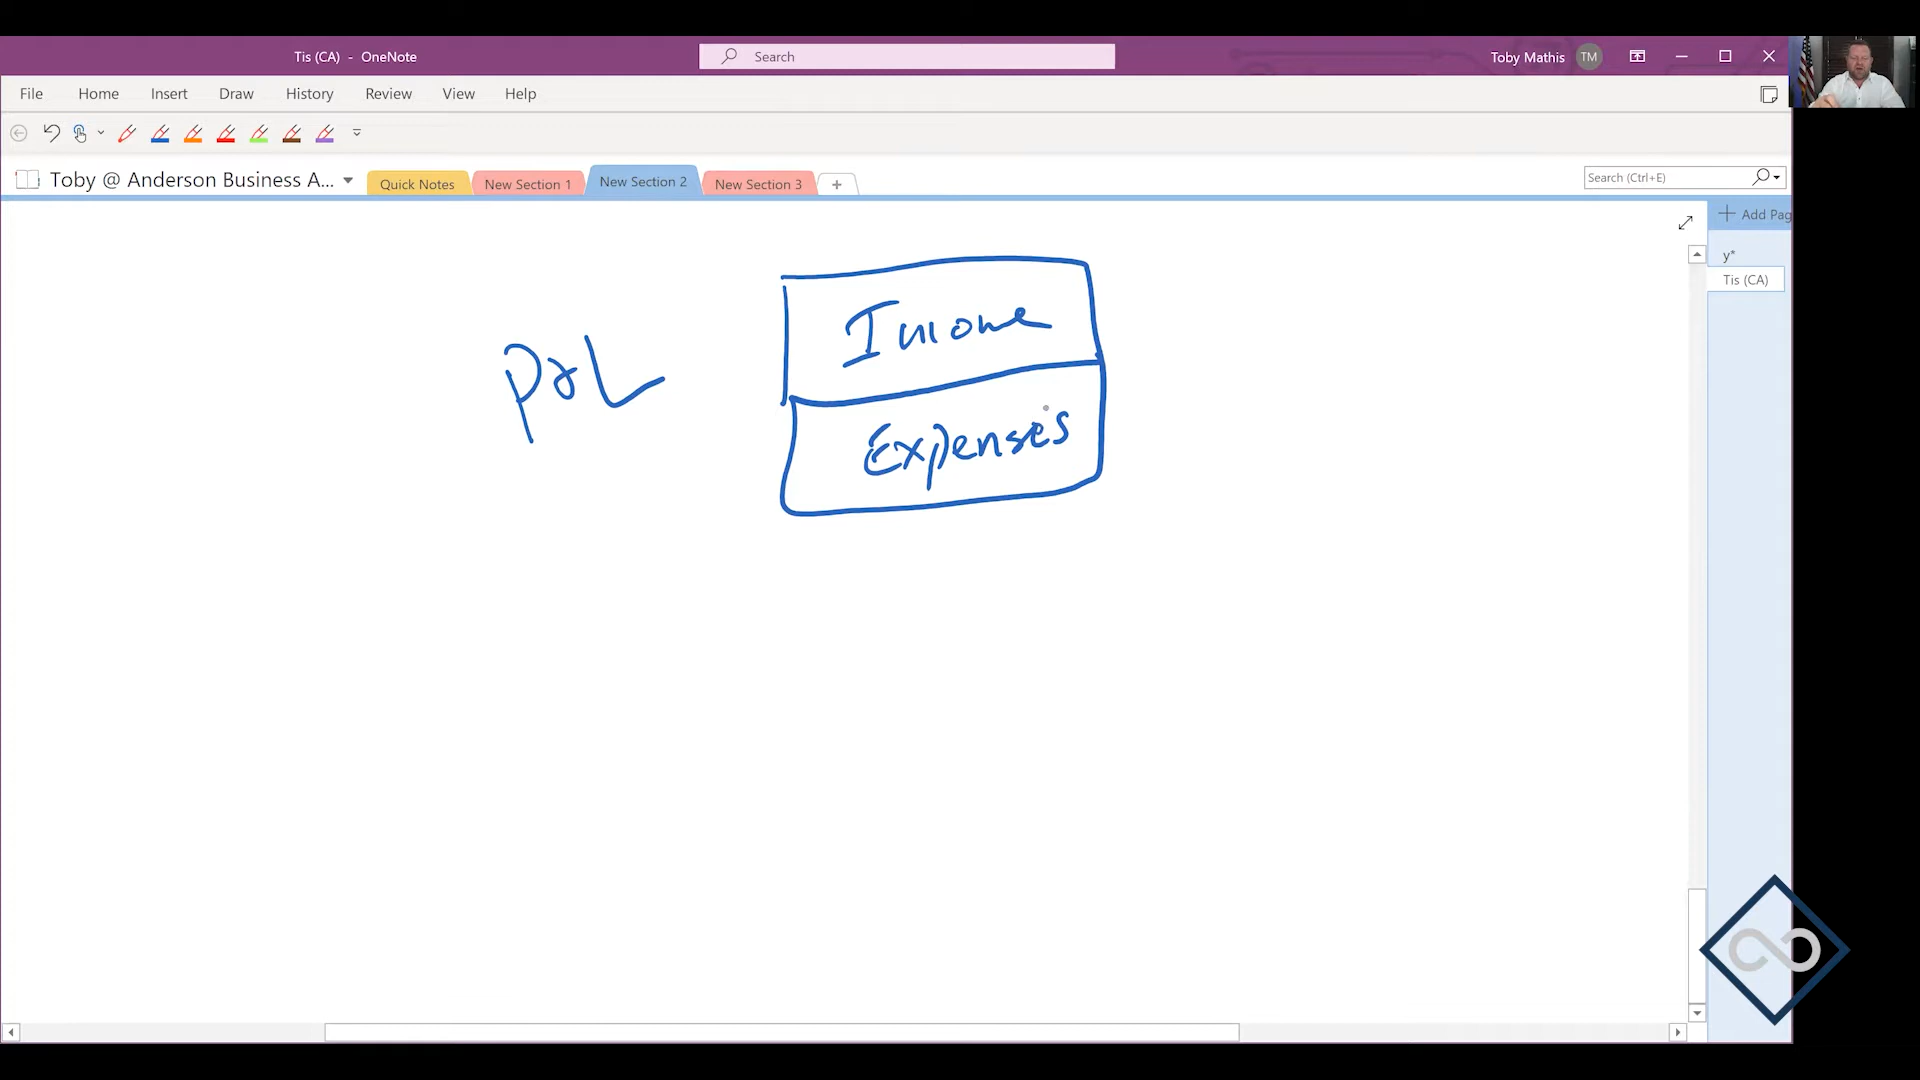 Tis (CA) - OneNote
Search
Toby Mathis TM
File Home Insert Draw History Review View Help
Toby @ Anderson Business A...
Quick Notes New Section 1 New Section 2 New Section 3 +
Search (Ctrl+E)
Add Pag
y*
Tis (CA)
Income
P&L
Expenses